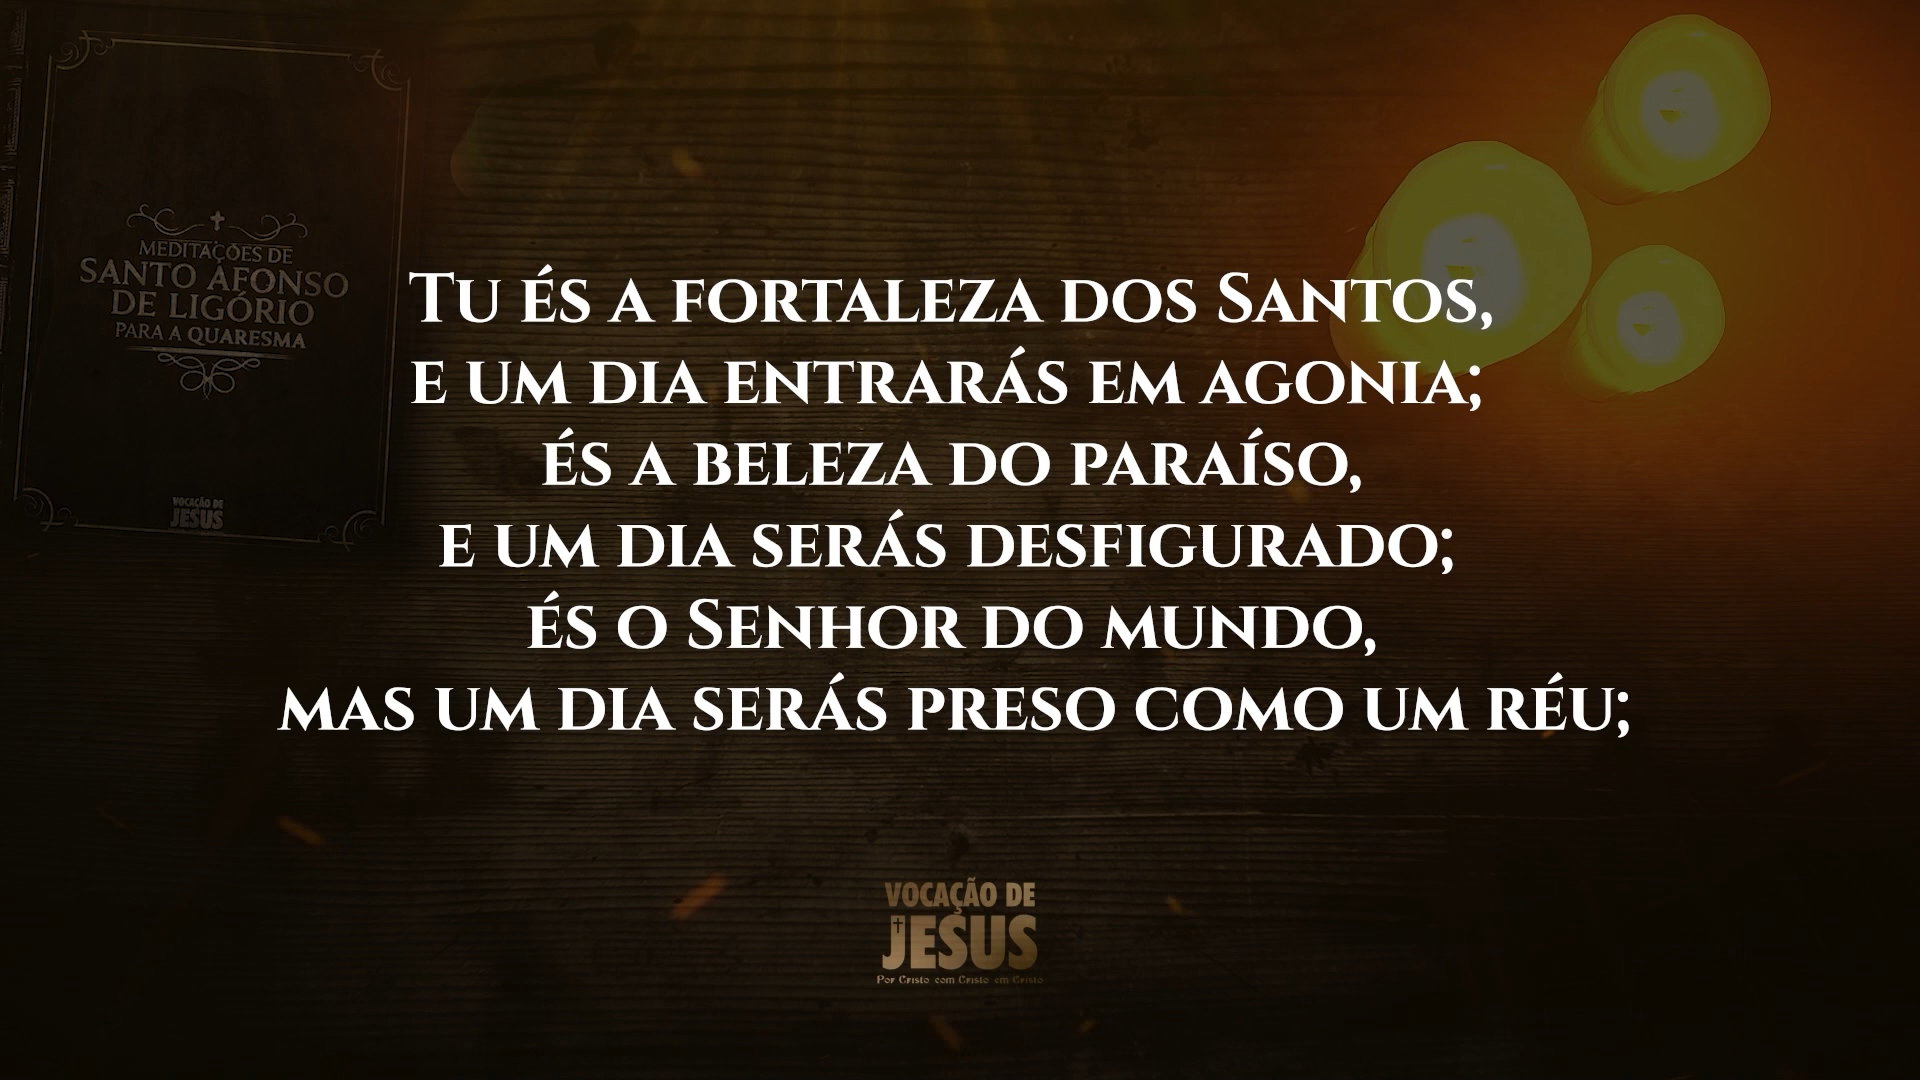 MEDITAÇÕES DE
SANTO AFONSO
DE LIGÓRIO
PARA A QUARESMA
VOCAÇÃO DE
JESUS
Tu és a fortaleza dos Santos,
e um dia entrarás em agonia;
és a beleza do paraíso,
e um dia serás desfigurado;
és o Senhor do mundo,
mas um dia serás preso como um réu;
VOCAÇÃO DE
JESUS
Por Cristo com Cristo em Cristo